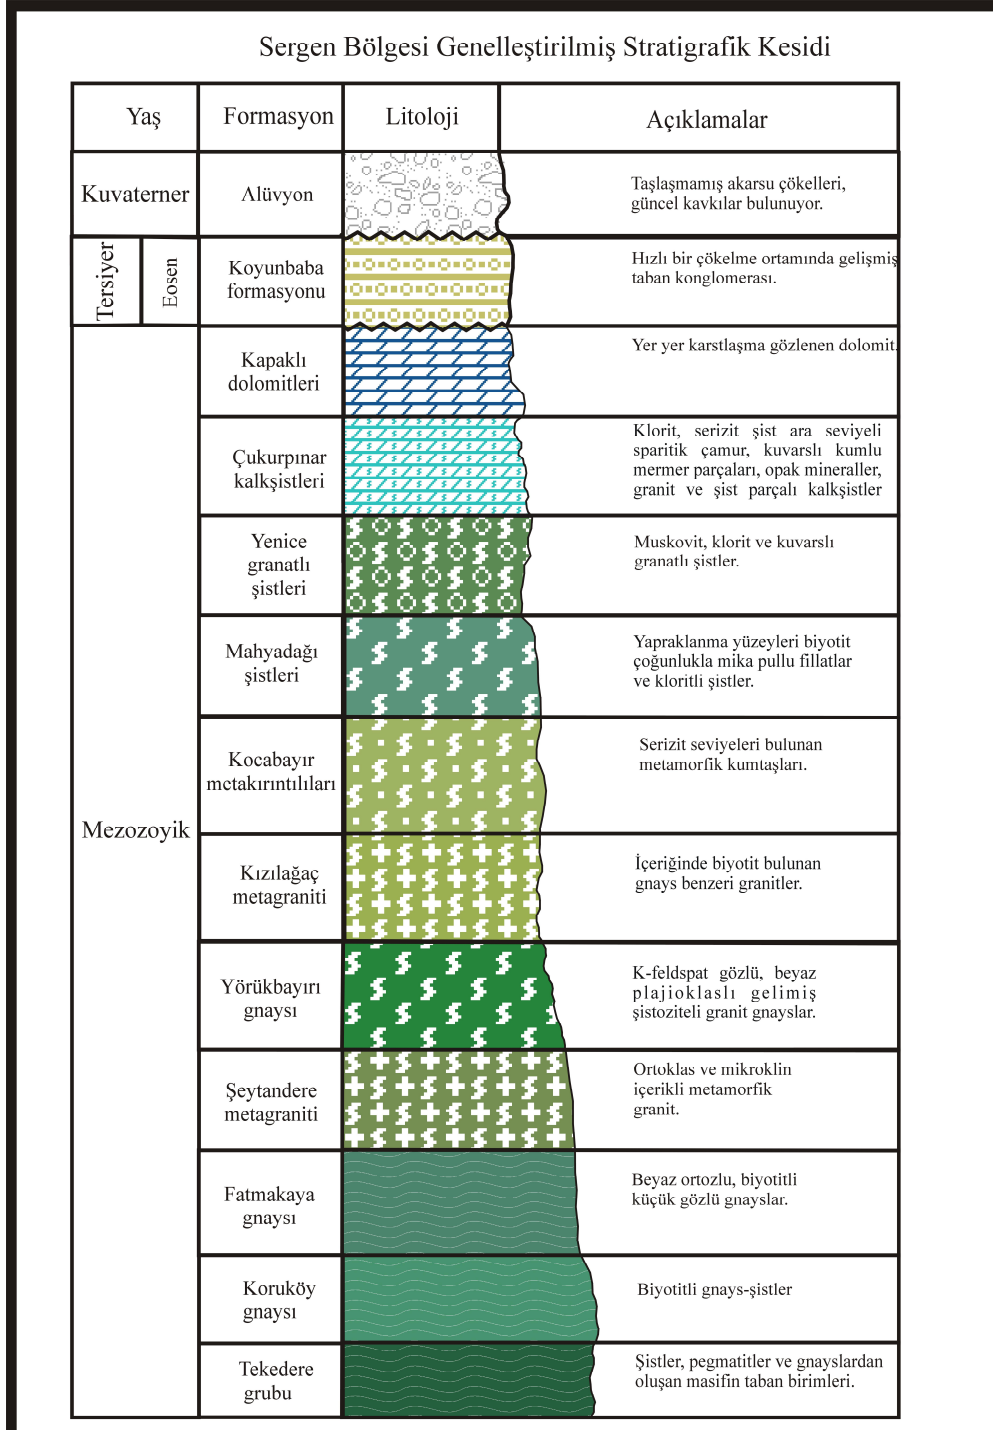 Sergen Bölgesi Genelleştirilmiş Stratigrafik Kesidi
Yaş
Formasyon
Litoloji
Açıklamalar
Kuvaterner
Alüvyon
Taşlaşmamış akarsu çökelleri,
güncel kavkılar bulunuyor.
Tersiyer
Eosen
Koyunbaba
formasyonu
Hızlı bir çökelme ortamında gelişmiş
taban konglomerası.
Mezozoyik
Kapaklı
dolomitleri
Yer yer karstlaşma gözlenen dolomit.
Çukurpınar
kalkşistleri
Klorit, serizit şist ara seviyeli
sparitik çamur, kuvarslı kumlu
mermer parçaları, opak mineraller,
granit ve şist parçalı kalkşistler
Yenice
granatlı
şistleri
Muskovit, klorit ve kuvarslı
granatlı şistler.
Mahyadağı
şistleri
Yapraklanma yüzeyleri biyotit
çoğunlukla mika pullu fillatlar
ve kloritli şistler.
Kocabayır
metakırıntılıları
Serizit seviyeleri bulunan
metamorfik kumtaşları.
Kızılağaç
metagraniti
İçeriğinde biyotit bulunan
gnays benzeri granitler.
Yörükbayırı
gnaysı
K-feldspat gözlü, beyaz
plajioklaslı gelimiş
şistoziteli granit gnayslar.
Şeytandere
metagraniti
Ortoklas ve mikroklin
içerikli metamorfik
granit.
Fatmakaya
gnaysı
Beyaz ortozlu, biyotitli
küçük gözlü gnayslar.
Koruköy
gnaysı
Biyotitli gnays-şistler
Tekedere
grubu
Şistler, pegmatitler ve gnayslardan
oluşan masifin taban birimleri.